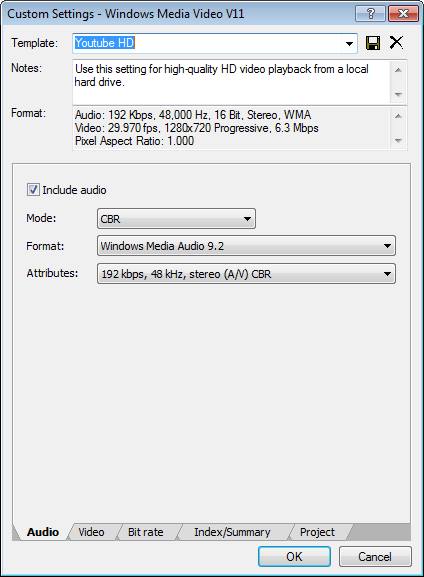 Custom Settings - Windows Media Video V11
Template: Youtube HD
Notes: Use this setting for high-quality HD video playback from a local
hard drive.
Format: Audio: 192 Kbps, 48,000 Hz, 16 Bit, Stereo, WMA
Video: 29.970 fps, 1280x720 Progressive, 6.3 Mbps
Pixel Aspect Ratio: 1.000
Include audio
Mode: CBR
Format: Windows Media Audio 9.2
Attributes: 192 kbps, 48 kHz, stereo (A/V) CBR
Audio Video Bit rate Index/Summary Project
OK Cancel